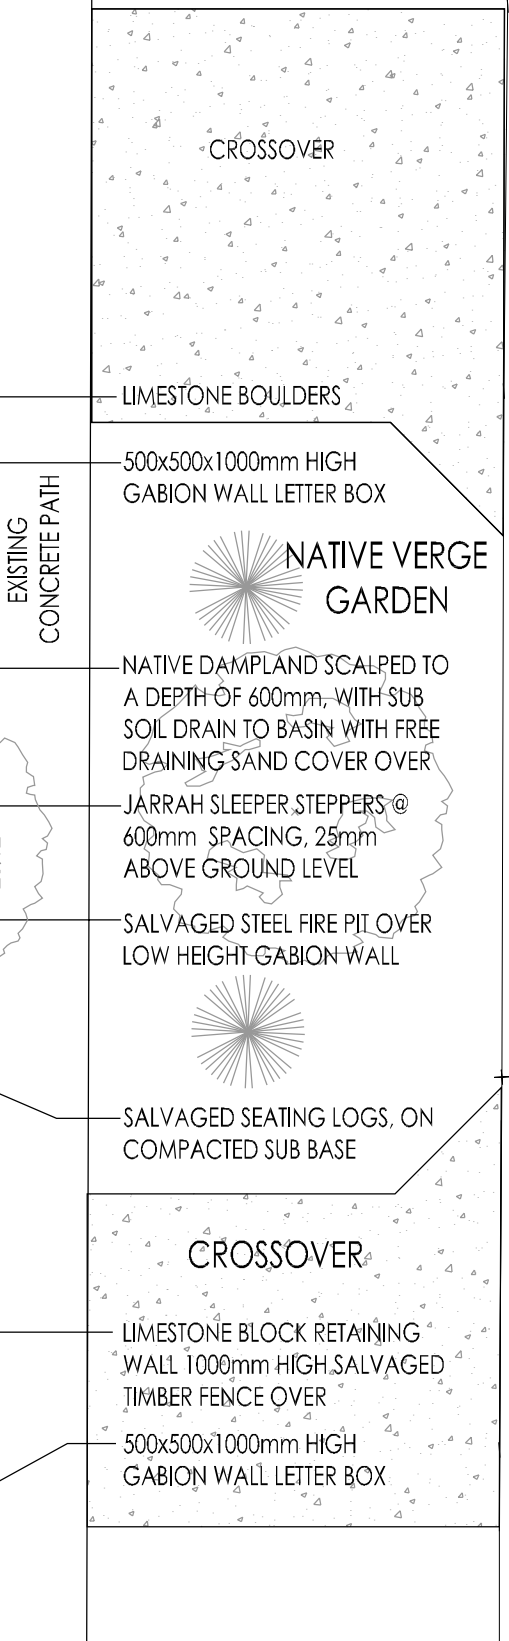 CROSSOVER
LIMESTONE BOULDERS
500x500x1000mm HIGH
GABION WALL LETTER BOX
EXISTING
CONCRETE PATH
NATIVE VERGE
GARDEN
NATIVE DAMPLAND SCALPED TO
A DEPTH OF 600mm, WITH SUB
SOIL DRAIN TO BASIN WITH FREE
DRAINING SAND COVER OVER
JARRAH SLEEPER STEPPERS @
600mm SPACING, 25mm
ABOVE GROUND LEVEL
SALVAGED STEEL FIRE PIT OVER
LOW HEIGHT GABION WALL
SALVAGED SEATING LOGS, ON
COMPACTED SUB BASE
CROSSOVER
LIMESTONE BLOCK RETAINING
WALL 1000mm HIGH SALVAGED
TIMBER FENCE OVER
500x500x1000mm HIGH
GABION WALL LETTER BOX